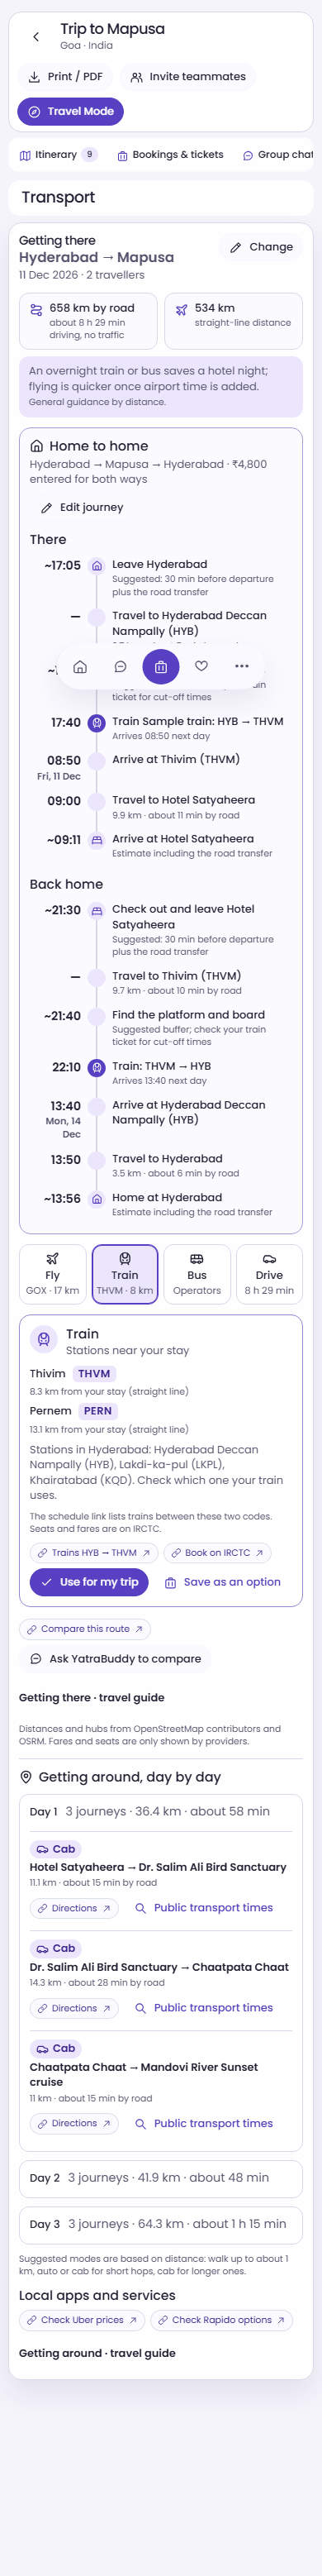 Trip to Mapusa
Goa · India
Print / PDF
Invite teammates
Travel Mode
Itinerary 9
Bookings & tickets
Group chat
Transport
Getting there
Hyderabad → Mapusa
Change
11 Dec 2026 · 2 travellers
658 km by road
about 8 h 29 min
driving, no traffic
534 km
straight-line distance
An overnight train or bus saves a hotel night;
flying is quicker once airport time is added.
General guidance by distance.
Home to home
Hyderabad → Mapusa → Hyderabad · ₹4,800
entered for both ways
Edit journey
There
~17:05
Leave Hyderabad
Suggested: 30 min before departure
plus the road transfer
—
Travel to Hyderabad Deccan
Nampally (HYB)
ticket for cut-off times
17:40
Train Sample train: HYB → THVM
Arrives 08:50 next day
08:50
Fri, 11 Dec
Arrive at Thivim (THVM)
09:00
Travel to Hotel Satyaheera
9.9 km · about 11 min by road
~09:11
Arrive at Hotel Satyaheera
Estimate including the road transfer
Back home
~21:30
Check out and leave Hotel
Satyaheera
Suggested: 30 min before departure
plus the road transfer
—
Travel to Thivim (THVM)
9.7 km · about 10 min by road
~21:40
Find the platform and board
Suggested buffer; check your train
ticket for cut-off times
22:10
Train: THVM → HYB
Arrives 13:40 next day
13:40
Mon, 14
Dec
Arrive at Hyderabad Deccan
Nampally (HYB)
13:50
Travel to Hyderabad
3.5 km · about 6 min by road
~13:56
Home at Hyderabad
Estimate including the road transfer
Fly
GOX · 17 km
Train
THVM · 8 km
Bus
Operators
Drive
8 h 29 min
Train
Stations near your stay
Thivim THVM
8.3 km from your stay (straight line)
Pernem PERN
13.1 km from your stay (straight line)
Stations in Hyderabad: Hyderabad Deccan
Nampally (HYB), Lakdi-ka-pul (LKPL),
Khairatabad (KQD). Check which one your train
uses.
The schedule link lists trains between these two codes.
Seats and fares are on IRCTC.
Trains HYB → THVM ↗
Book on IRCTC ↗
Use for my trip
Save as an option
Compare this route ↗
Ask YatraBuddy to compare
Getting there · travel guide
Distances and hubs from OpenStreetMap contributors and
OSRM. Fares and seats are only shown by providers.
Getting around, day by day
Day 1 3 journeys · 36.4 km · about 58 min
Cab
Hotel Satyaheera → Dr. Salim Ali Bird Sanctuary
11.1 km · about 15 min by road
Directions ↗
Public transport times
Cab
Dr. Salim Ali Bird Sanctuary → Chaatpata Chaat
14.3 km · about 28 min by road
Directions ↗
Public transport times
Cab
Chaatpata Chaat → Mandovi River Sunset
cruise
11 km · about 15 min by road
Directions ↗
Public transport times
Day 2 3 journeys · 41.9 km · about 48 min
Day 3 3 journeys · 64.3 km · about 1 h 15 min
Suggested modes are based on distance: walk up to about 1
km, auto or cab for short hops, cab for longer ones.
Local apps and services
Check Uber prices ↗
Check Rapido options ↗
Getting around · travel guide